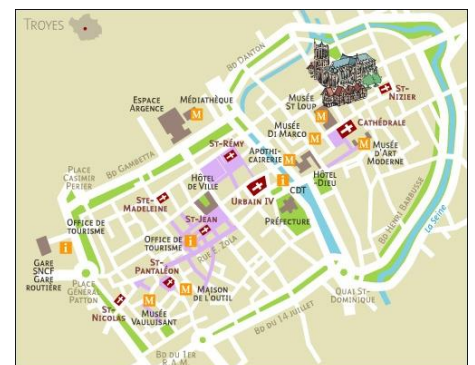 TROYES
BD DANTON
ESPACE
ARGENCE
MÉDIATHÈQUE
M
MUSÉE
ST LOUP
M
ST-
NIZIER
CATHÉDRALE
MUSÉE
DI MARCO
M
M
MUSÉE
D'ART
MODERNE
ST-RÉMY
APOTHI-
CAIRERIE
M
HÔTEL
-DIEU
BD GAMBETTA
PLACE
CASIMIR
PERIER
HÔTEL
DE VILLE
i
CDT
URBAIN IV
PRÉFECTURE
STE-
MADELEINE
ST-JEAN
OFFICE DE
TOURISME
i
OFFICE DE
TOURISME
i
RUE E. ZOLA
BD HENRI BARBUSSE
LA SEINE
GARE
SNCF
GARE
ROUTIÈRE
ST-
PANTALÉON
PLACE
GÉNÉRAL
PATTON
M
MAISON
DE L'OUTIL
M
ST-
NICOLAS
MUSÉE
VAULUISANT
QUAI ST-
DOMINIQUE
BD DU 14 JUILLET
BD DU 1ER
R.A.M